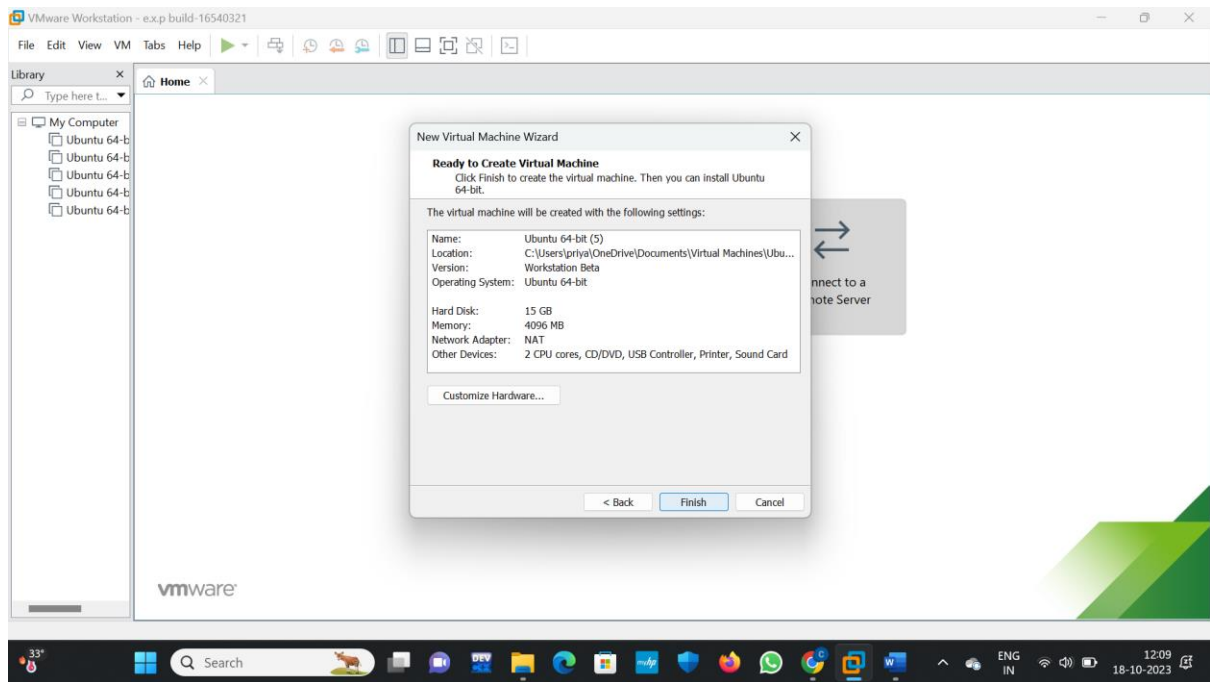 VMware Workstation - e.x.p build-16540321
File Edit View VM Tabs Help
Library
Home
Type here t...
My Computer
Ubuntu 64-b
Ubuntu 64-b
Ubuntu 64-b
Ubuntu 64-b
Ubuntu 64-b
New Virtual Machine Wizard
Ready to Create Virtual Machine
Click Finish to create the virtual machine. Then you can install Ubuntu
64-bit.
The virtual machine will be created with the following settings:
Name: Ubuntu 64-bit (5)
Location: C:\Users\priya\OneDrive\Documents\Virtual Machines\Ubu...
Version: Workstation Beta
Operating System: Ubuntu 64-bit
Hard Disk: 15 GB
Memory: 4096 MB
Network Adapter: NAT
Other Devices: 2 CPU cores, CD/DVD, USB Controller, Printer, Sound Card
Customize Hardware...
< Back Finish Cancel
nnect to a
note Server
vmware
33°
Search
DEV
mhp
W
ENG
IN
12:09
18-10-2023